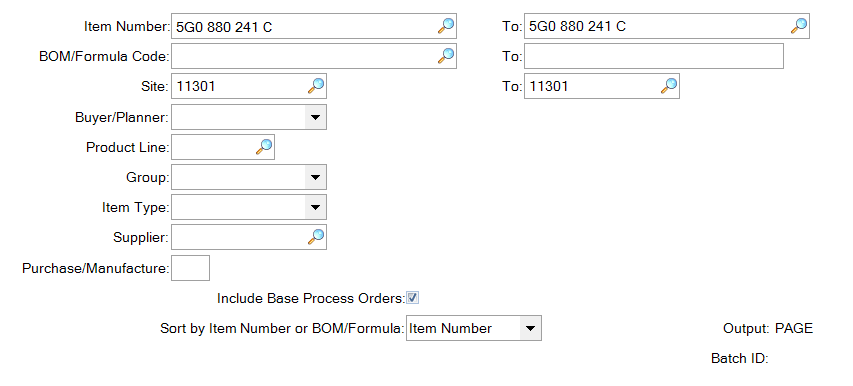 Item Number: 5G0 880 241 C To: 5G0 880 241 C
BOM/Formula Code: To:
Site: 11301 To: 11301
Buyer/Planner:
Product Line:
Group:
Item Type:
Supplier:
Purchase/Manufacture:
Include Base Process Orders:
Sort by Item Number or BOM/Formula: Item Number Output: PAGE
Batch ID: